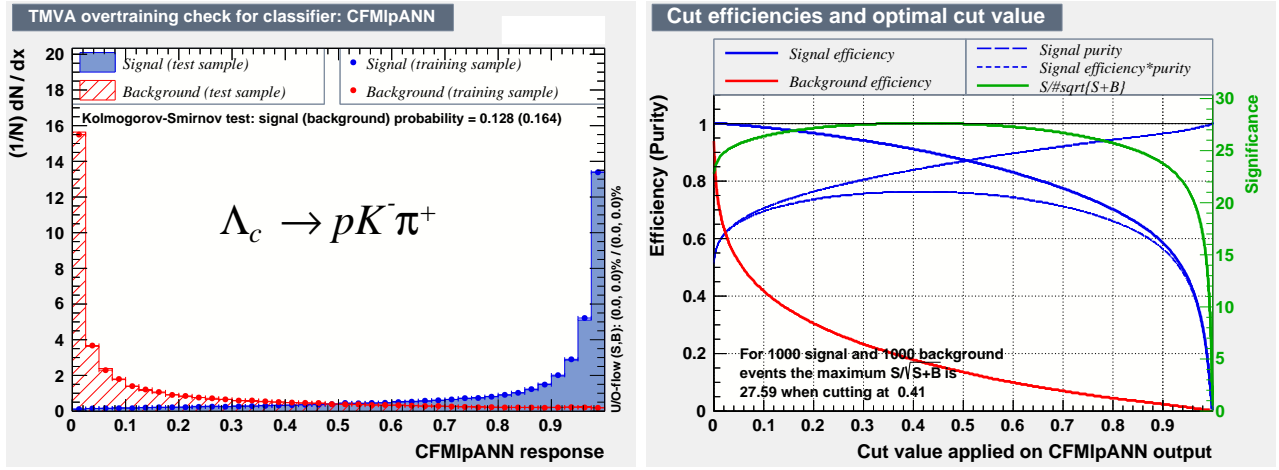 TMVA overtraining check for classifier: CFMlpANN
Signal (test sample)
Background (test sample)
Signal (training sample)
Background (training sample)
Kolmogorov-Smirnov test: signal (background) probability = 0.128 (0.164)
Λc → pK⁻π⁺
(1/N) dN / dx
20
18
16
14
12
10
8
6
4
2
0
0 0.1 0.2 0.3 0.4 0.5 0.6 0.7 0.8 0.9
CFMlpANN response
U/O-flow (S,B): (0.0, 0.0)% / (0.0, 0.0)%
Cut efficiencies and optimal cut value
Signal efficiency
Background efficiency
Signal purity
Signal efficiency*purity
S/#sqrt{S+B}
Efficiency (Purity)
1
0.8
0.6
0.4
0.2
0
For 1000 signal and 1000 background
events the maximum S/√S+B is
27.59 when cutting at 0.41
0 0.1 0.2 0.3 0.4 0.5 0.6 0.7 0.8 0.9
Cut value applied on CFMlpANN output
30
25
20
15
10
5
0
Significance